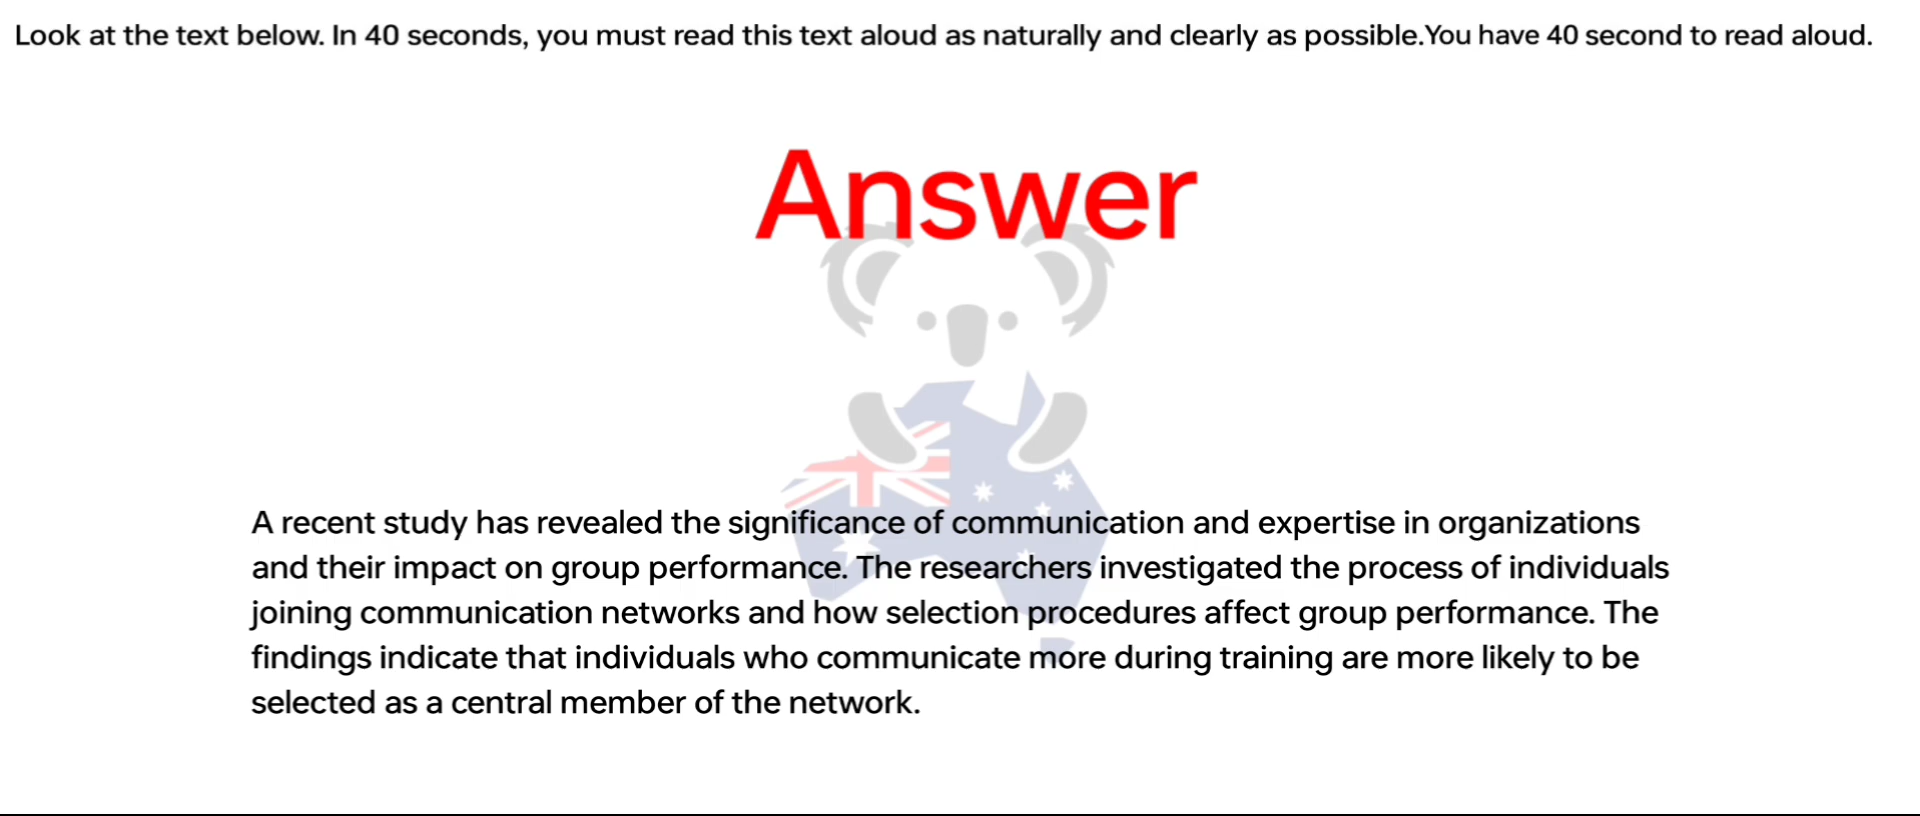 Look at the text below. In 40 seconds, you must read this text aloud as naturally and clearly as possible.You have 40 second to read aloud.
Answer
A recent study has revealed the significance of communication and expertise in organizations
and their impact on group performance. The researchers investigated the process of individuals
joining communication networks and how selection procedures affect group performance. The
findings indicate that individuals who communicate more during training are more likely to be
selected as a central member of the network.